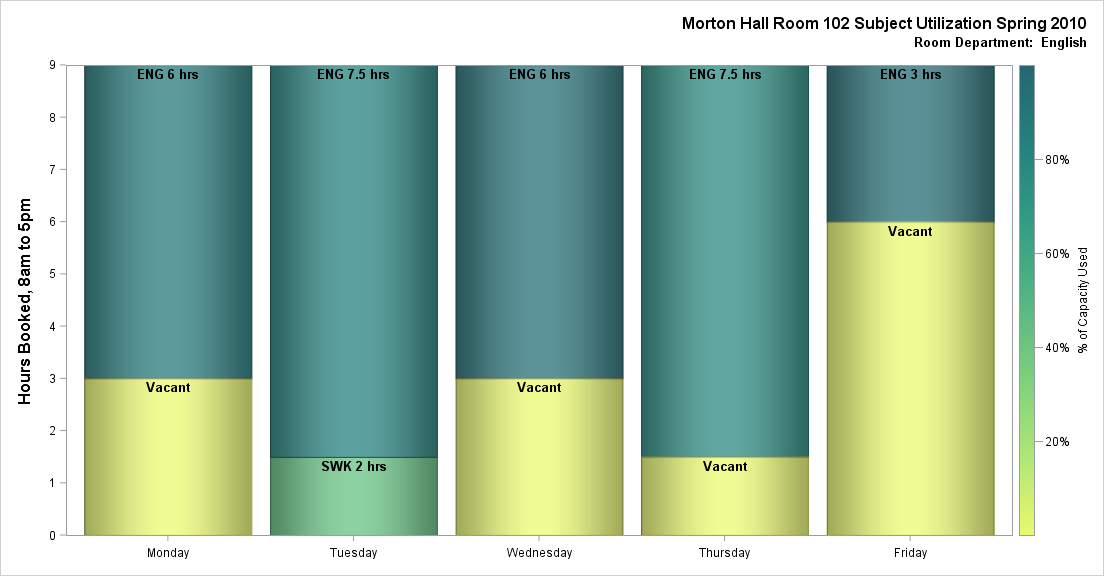 Morton Hall Room 102 Subject Utilization Spring 2010
Room Department: English
Hours Booked, 8am to 5pm
9
8
7
6
5
4
3
2
1
0
ENG 6 hrs
Vacant
ENG 7.5 hrs
SWK 2 hrs
ENG 6 hrs
Vacant
ENG 7.5 hrs
Vacant
ENG 3 hrs
Vacant
Monday
Tuesday
Wednesday
Thursday
Friday
80%
60%
40%
20%
% of Capacity Used